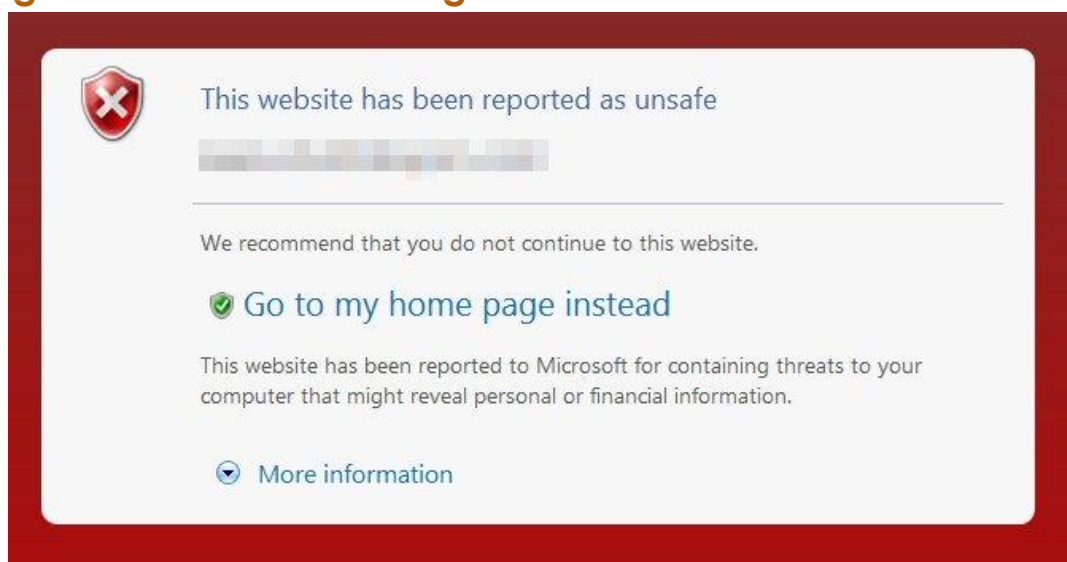 This website has been reported as unsafe
We recommend that you do not continue to this website.
Go to my home page instead
This website has been reported to Microsoft for containing threats to your
computer that might reveal personal or financial information.
More information